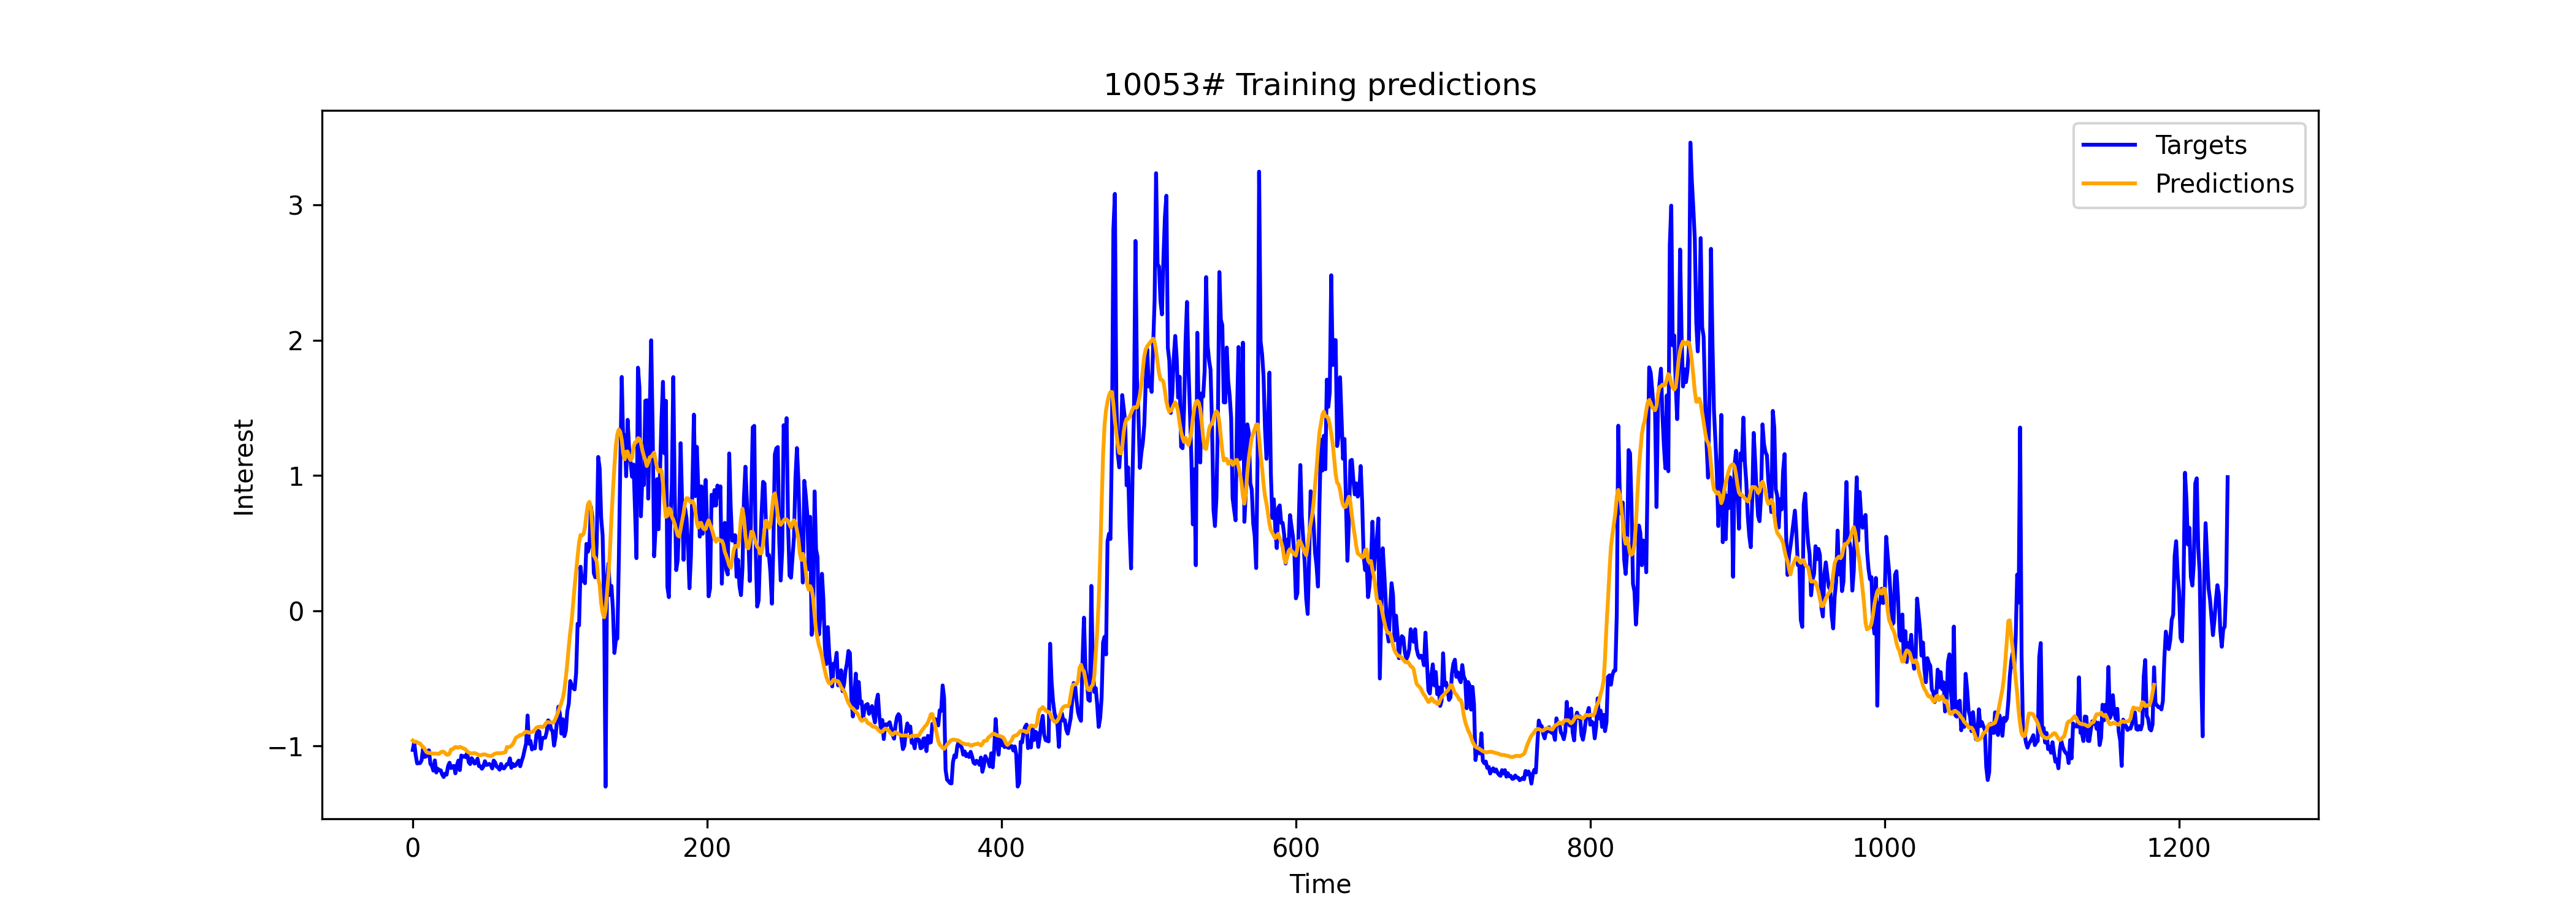 10053# Training predictions
Targets
Predictions
Interest
3
2
1
0
−1
0 200 400 600 800 1000 1200
Time